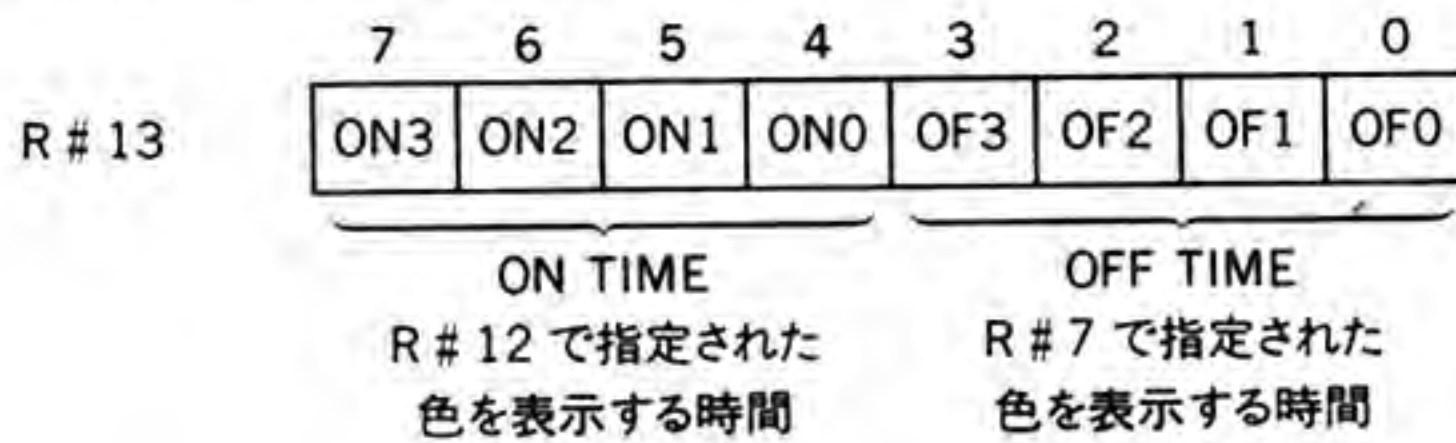 7 6 5 4 3 2 1 0
R#13 ON3 ON2 ON1 ON0 OF3 OF2 OF1 OF0
ON TIME
R#12で指定された
色を表示する時間
OFF TIME
R#7で指定された
色を表示する時間